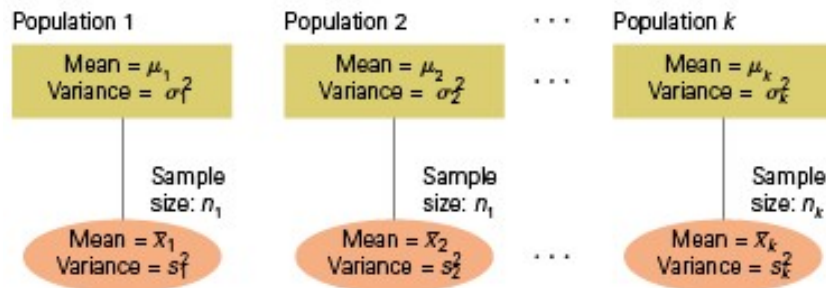 Population 1 Population 2 · · · Population k
Mean = μ₁ Mean = μ₂ · · · Mean = μₖ
Variance = σ₁² Variance = σ₂² Variance = σₖ²
Sample Sample Sample
size: n₁ size: n₁ size: nₖ
Mean = x̄₁ Mean = x̄₂ · · · Mean = x̄ₖ
Variance = s₁² Variance = s₂² Variance = sₖ²